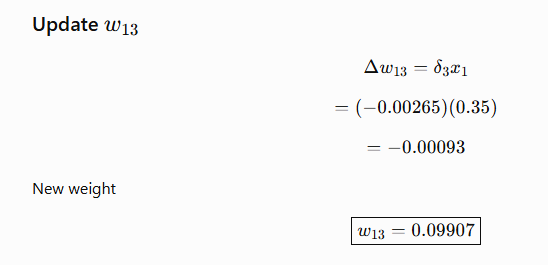 Update w₁₃
Δw₁₃ = δ₃x₁
= (−0.00265)(0.35)
= −0.00093
New weight
w₁₃ = 0.09907